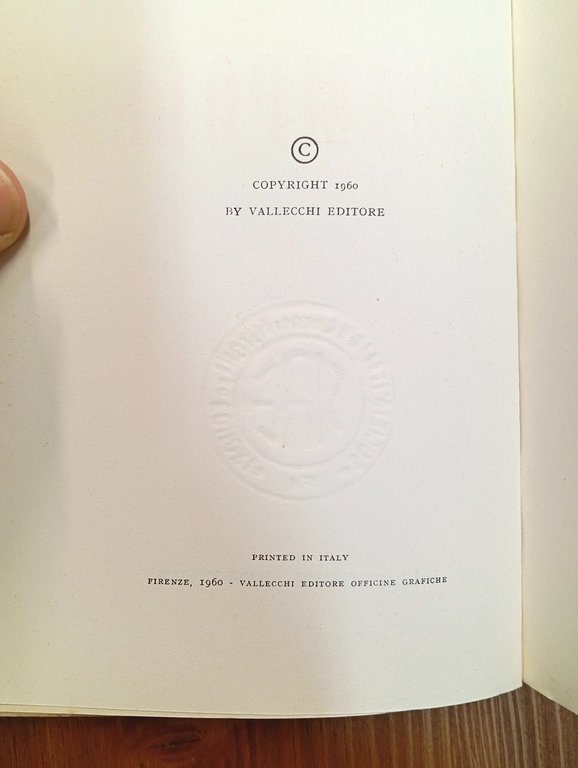 ©
COPYRIGHT 1960
BY VALLECCHI EDITORE
PRINTED IN ITALY
FIRENZE, 1960 - VALLECCHI EDITORE OFFICINE GRAFICHE